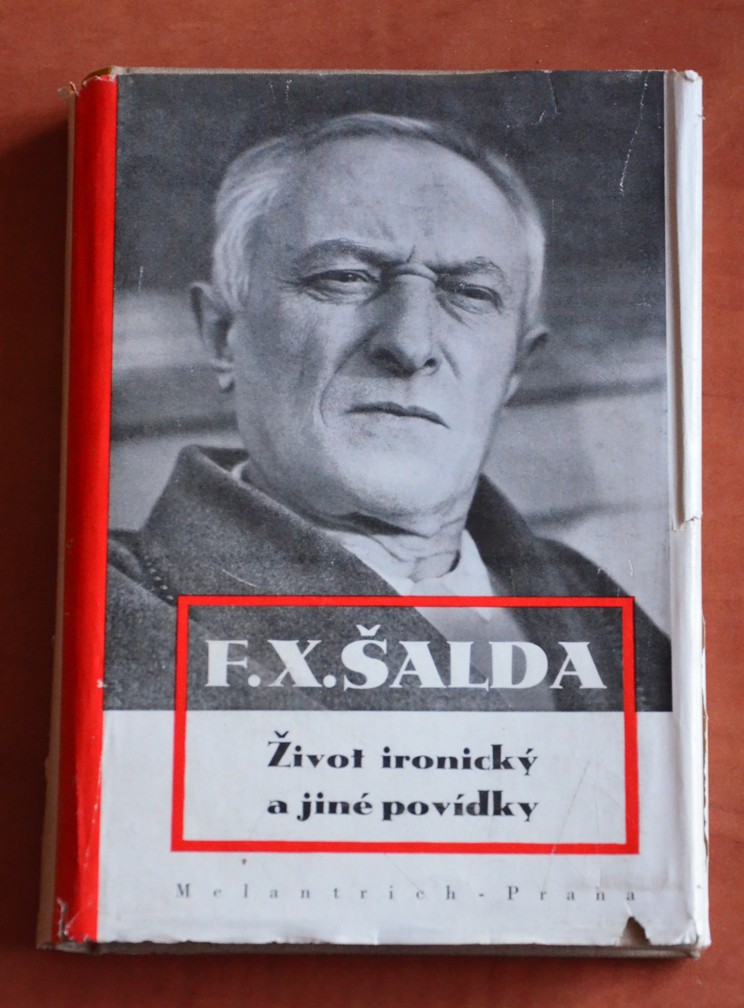 F.X.ŠALDA
Život ironický
a jiné povídky
Melantrich-Praha